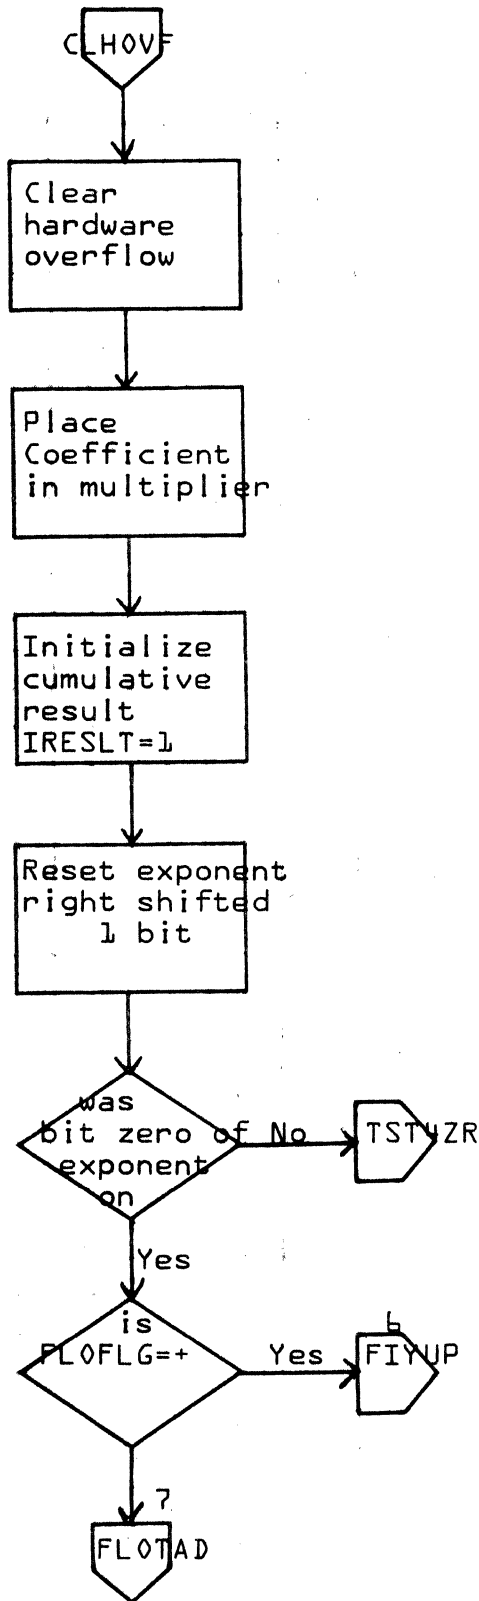 CLHOVF
Clear
hardware
overflow
Place
Coefficient
in multiplier
Initialize
cumulative
result
IRESLT=1
Reset exponent
right shifted
1 bit
was
bit zero of
exponent
on
No
TSTYZR
Yes
is
FLOFLG=+
Yes
6
FIYUP
7
FLOTAD